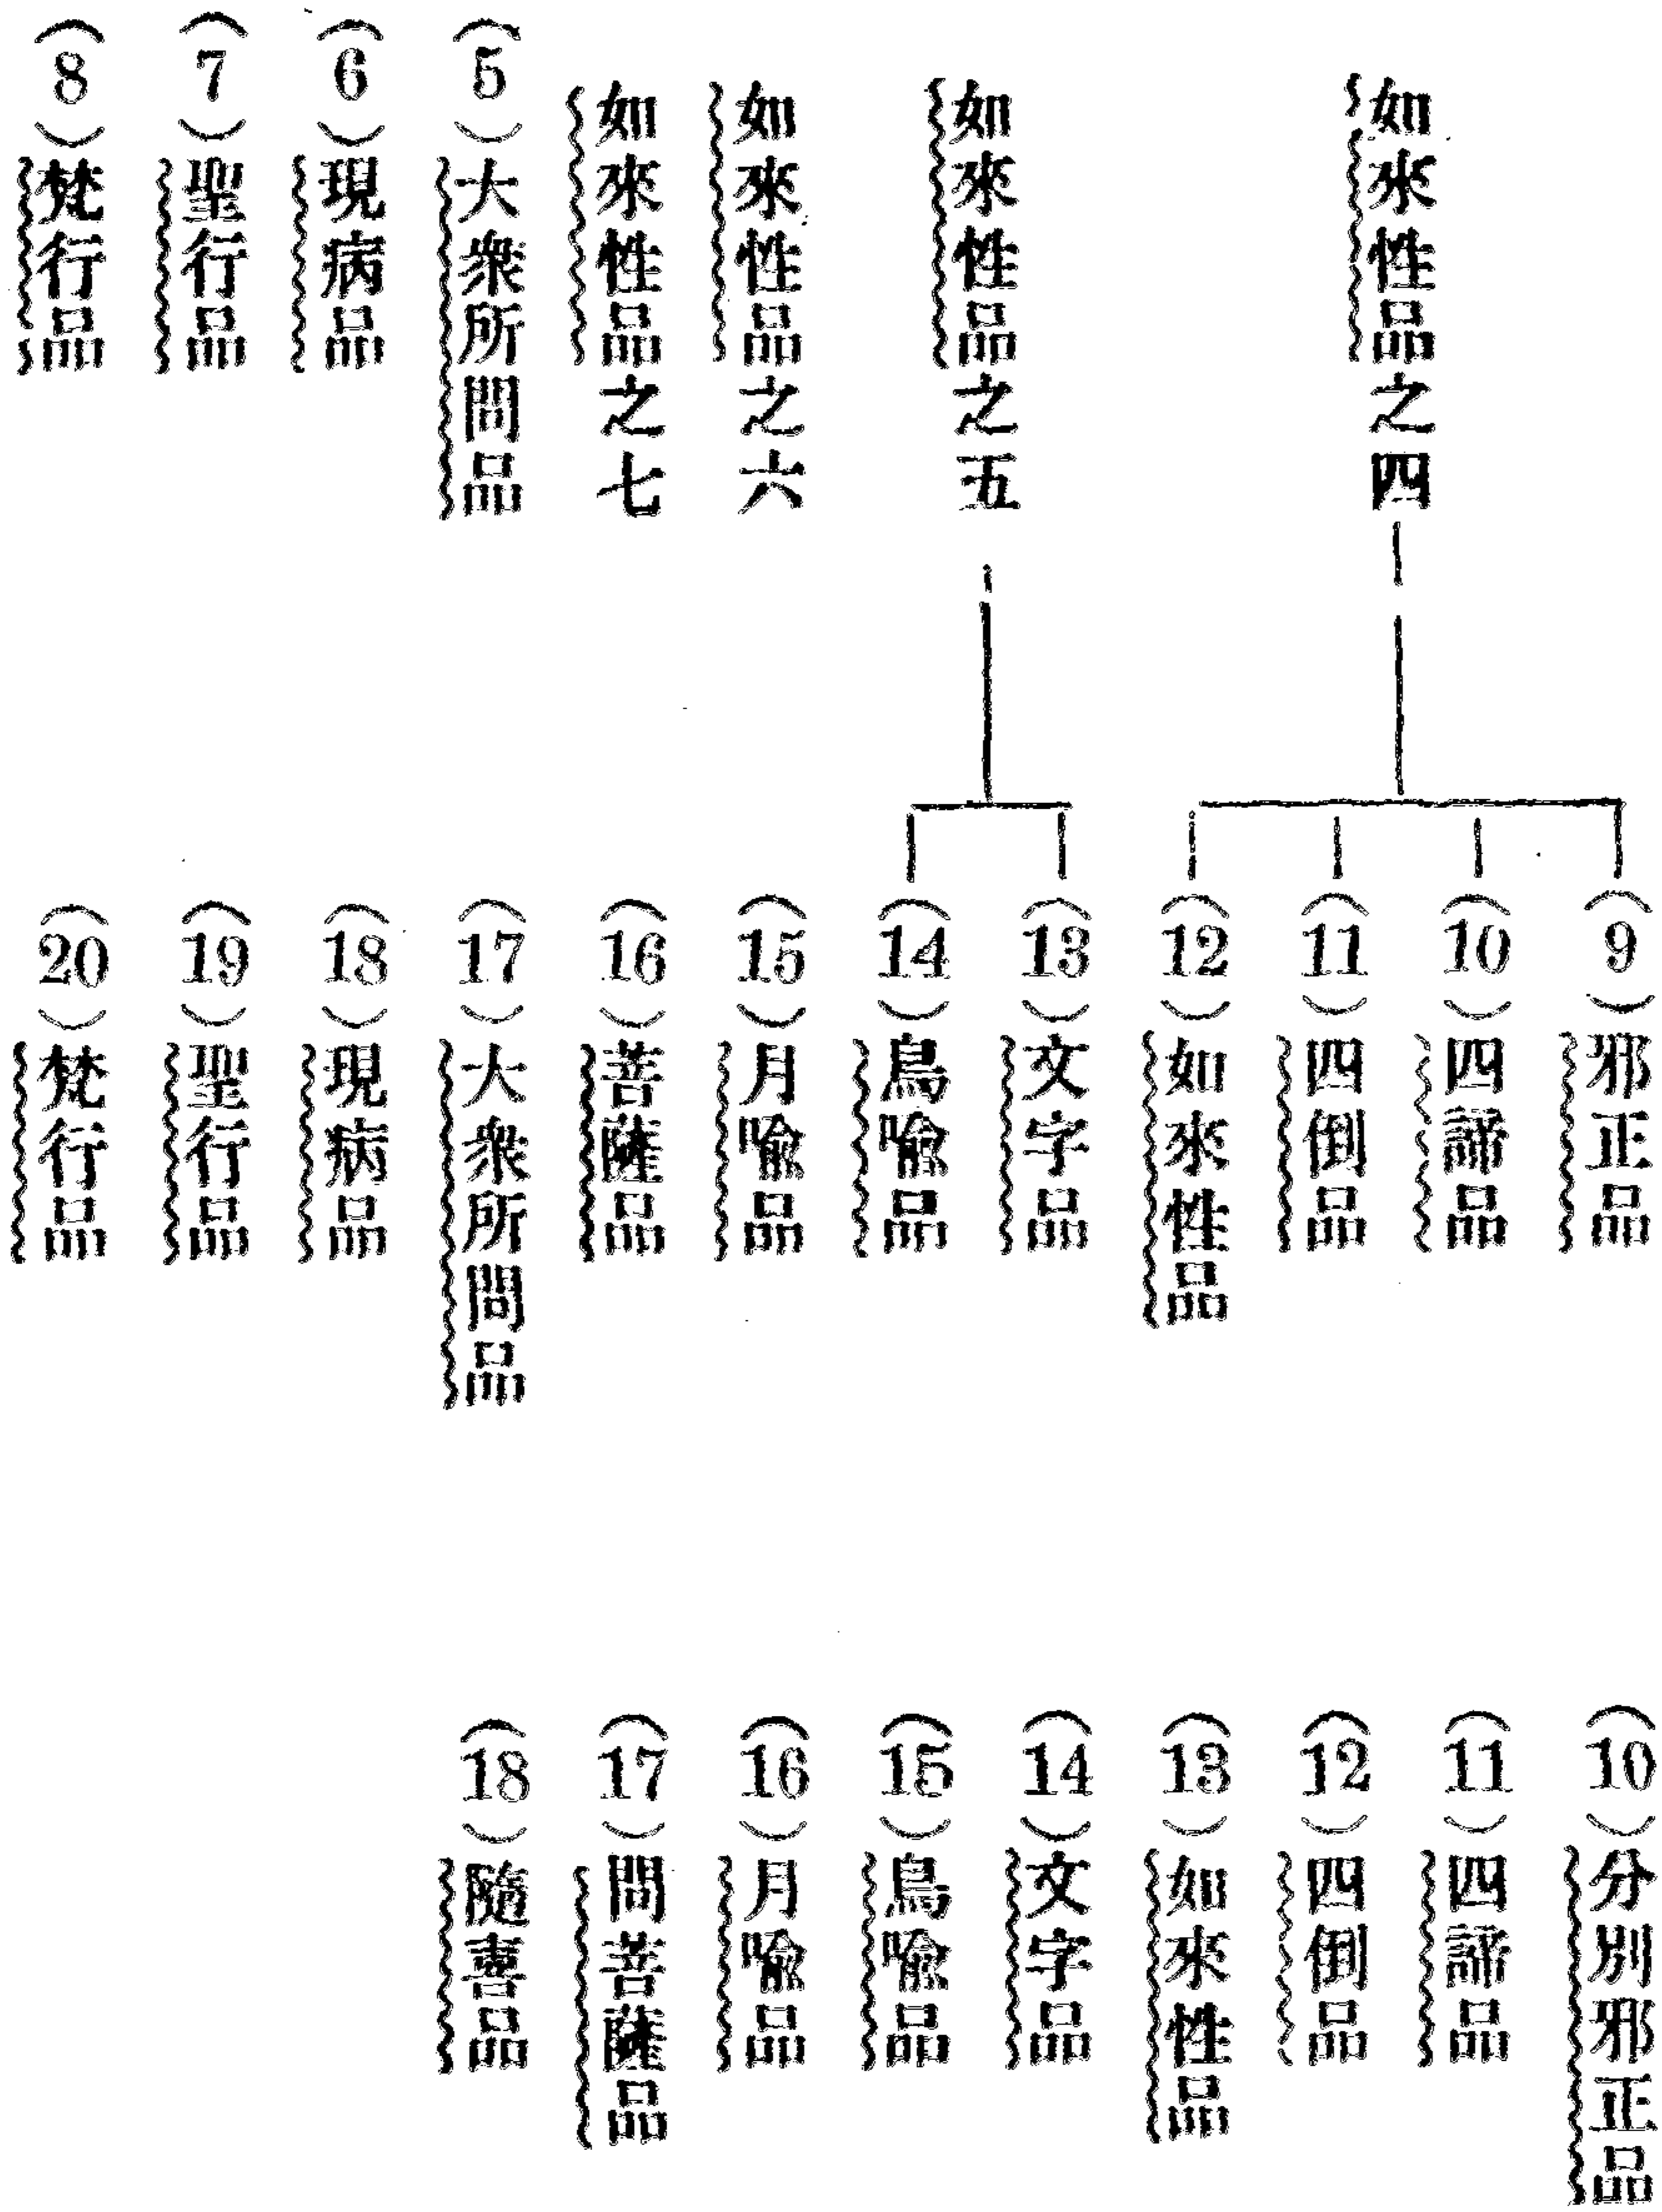 如來性品之四
如來性品之五
如來性品之六
如來性品之七
（5）大衆所問品
（6）現病品
（7）聖行品
（8）梵行品
（9）邪正品
（10）四諦品
（11）四倒品
（12）如來性品
（13）文字品
（14）鳥喩品
（15）月喩品
（16）菩薩品
（17）大衆所問品
（18）現病品
（19）聖行品
（20）梵行品
（10）分別邪正品
（11）四諦品
（12）四倒品
（13）如來性品
（14）文字品
（15）鳥喩品
（16）月喩品
（17）問菩薩品
（18）隨喜品